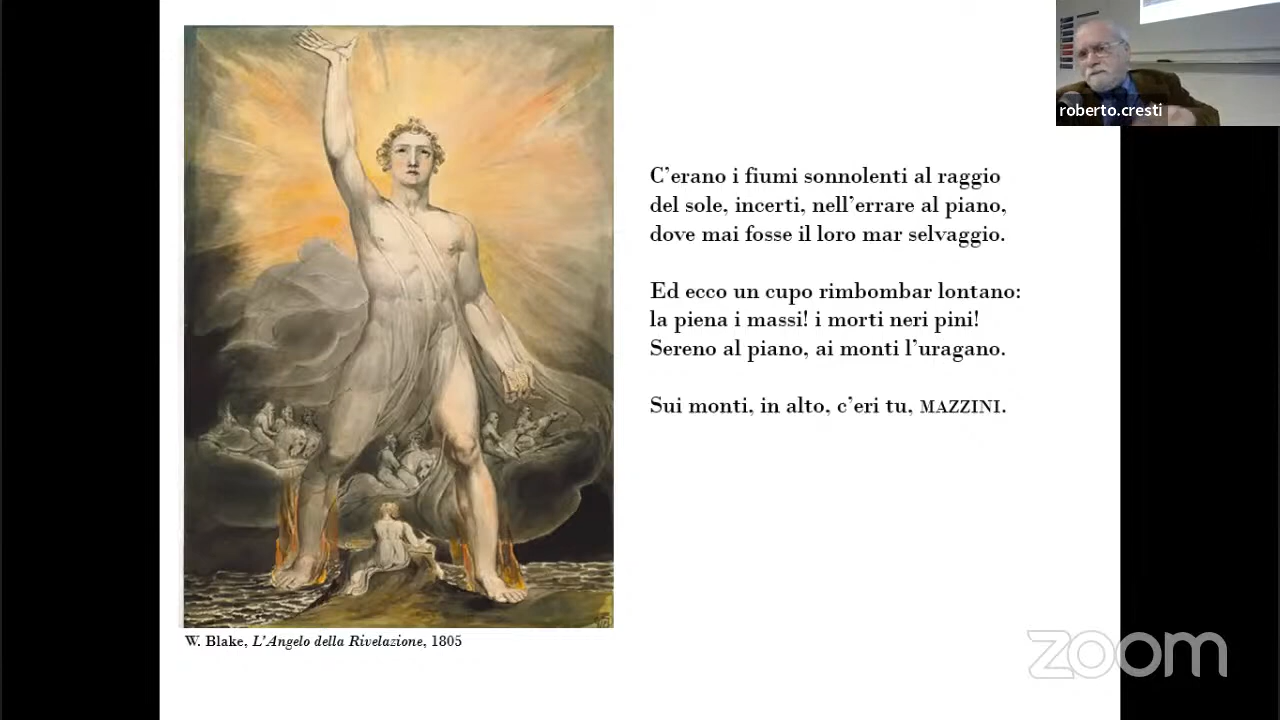 roberto.cresti
C’erano i fiumi sonnolenti al raggio
del sole, incerti, nell’errare al piano,
dove mai fosse il loro mar selvaggio.
Ed ecco un cupo rimbombar lontano:
la piena i massi! i morti neri pini!
Sereno al piano, ai monti l’uragano.
Sui monti, in alto, c’eri tu, MAZZINI.
W. Blake, L’Angelo della Rivelazione, 1805
zoom